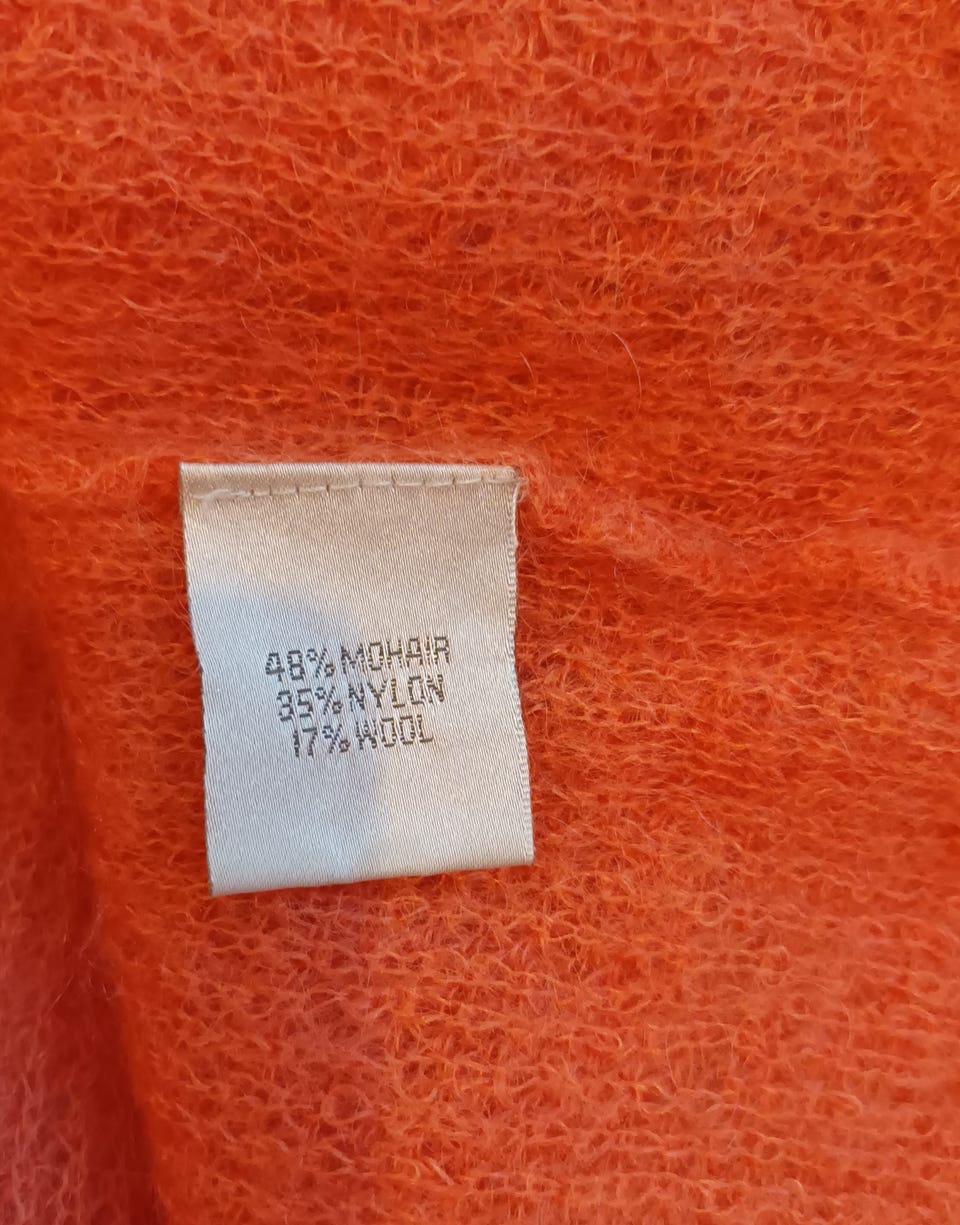 48% MOHAIR
35% NYLON
17% WOOL